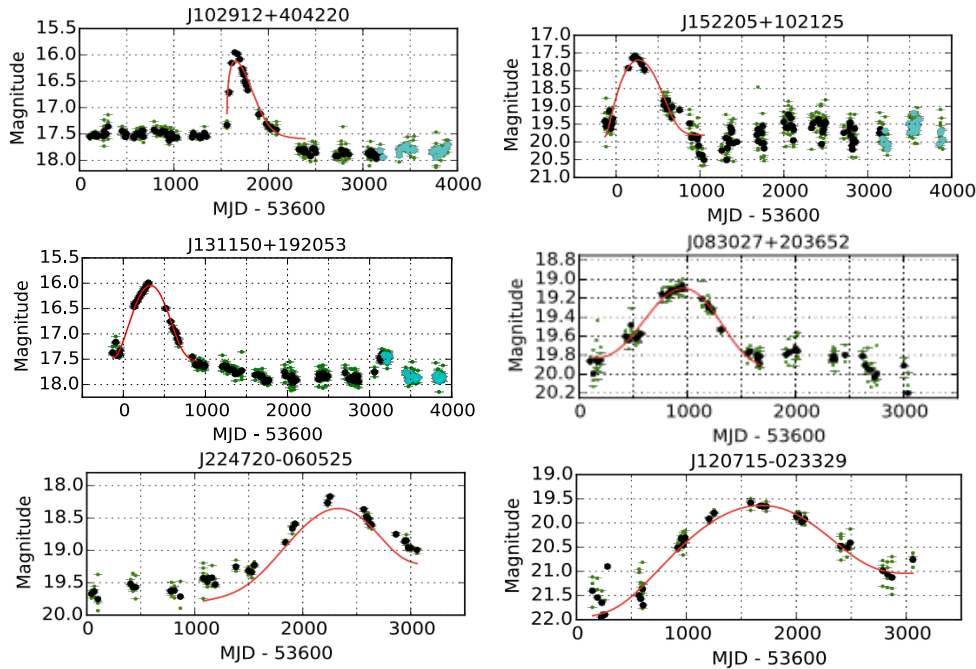 J102912+404220
15.5
16.0
16.5
17.0
17.5
18.0
Magnitude
0 1000 2000 3000 4000
MJD - 53600
J152205+102125
17.0
17.5
18.0
18.5
19.0
19.5
20.0
20.5
21.0
Magnitude
0 1000 2000 3000 4000
MJD - 53600
J131150+192053
15.5
16.0
16.5
17.0
17.5
18.0
Magnitude
0 1000 2000 3000 4000
MJD - 53600
J083027+203652
18.8
19.0
19.2
19.4
19.6
19.8
20.0
20.2
Magnitude
0 1000 2000 3000
MJD - 53600
J224720-060525
18.0
18.5
19.0
19.5
20.0
Magnitude
0 1000 2000 3000
MJD - 53600
J120715-023329
19.0
19.5
20.0
20.5
21.0
21.5
22.0
Magnitude
0 1000 2000 3000
MJD - 53600